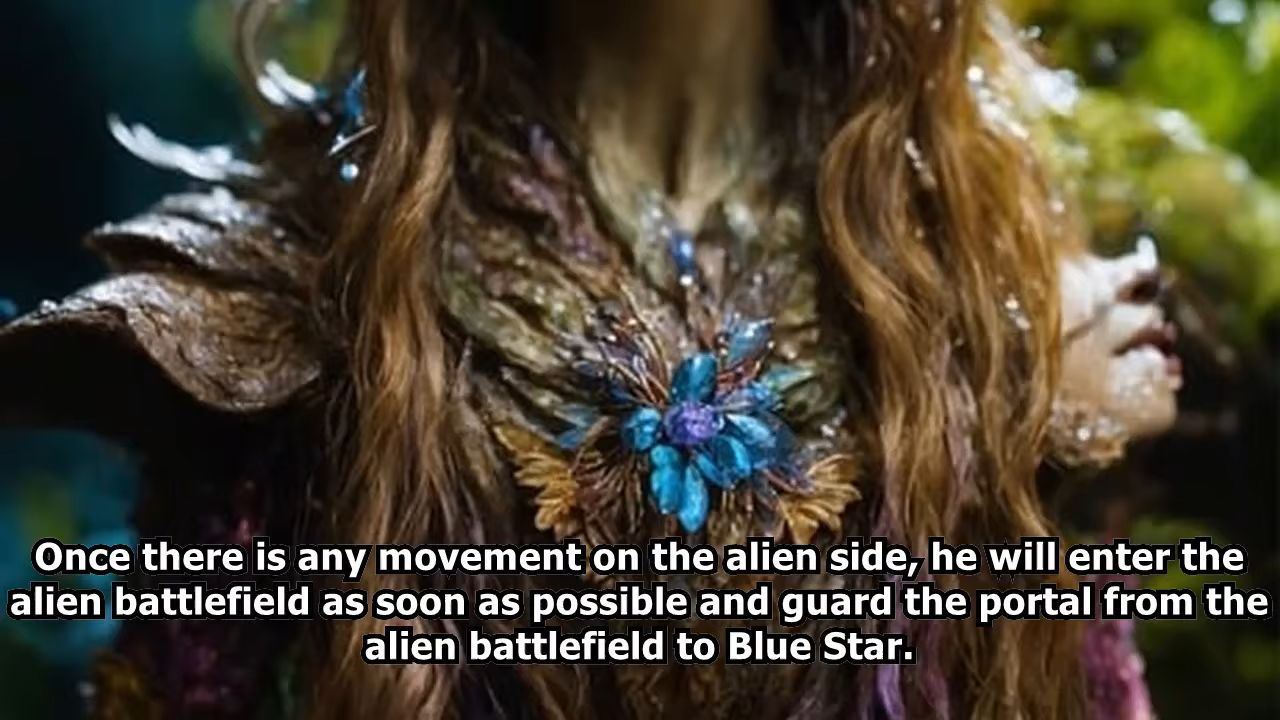 Once there is any movement on the alien side, he will enter the
alien battlefield as soon as possible and guard the portal from the
alien battlefield to Blue Star.